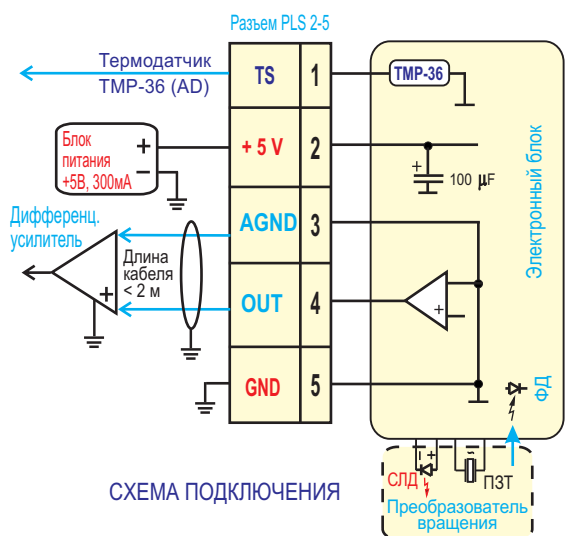 Разъем PLS 2-5
Термодатчик
TMP-36 (AD)
TS
1
TMP-36
Блок
питания
+5В, 300мА
+
–
+ 5 V
2
+
100 µF
Дифференц.
усилитель
+
Длина
кабеля
< 2 м
AGND
3
OUT
4
+
GND
5
Электронный блок
ФД
– +
~
СЛД
ПЗТ
Преобразователь
вращения
СХЕМА ПОДКЛЮЧЕНИЯ